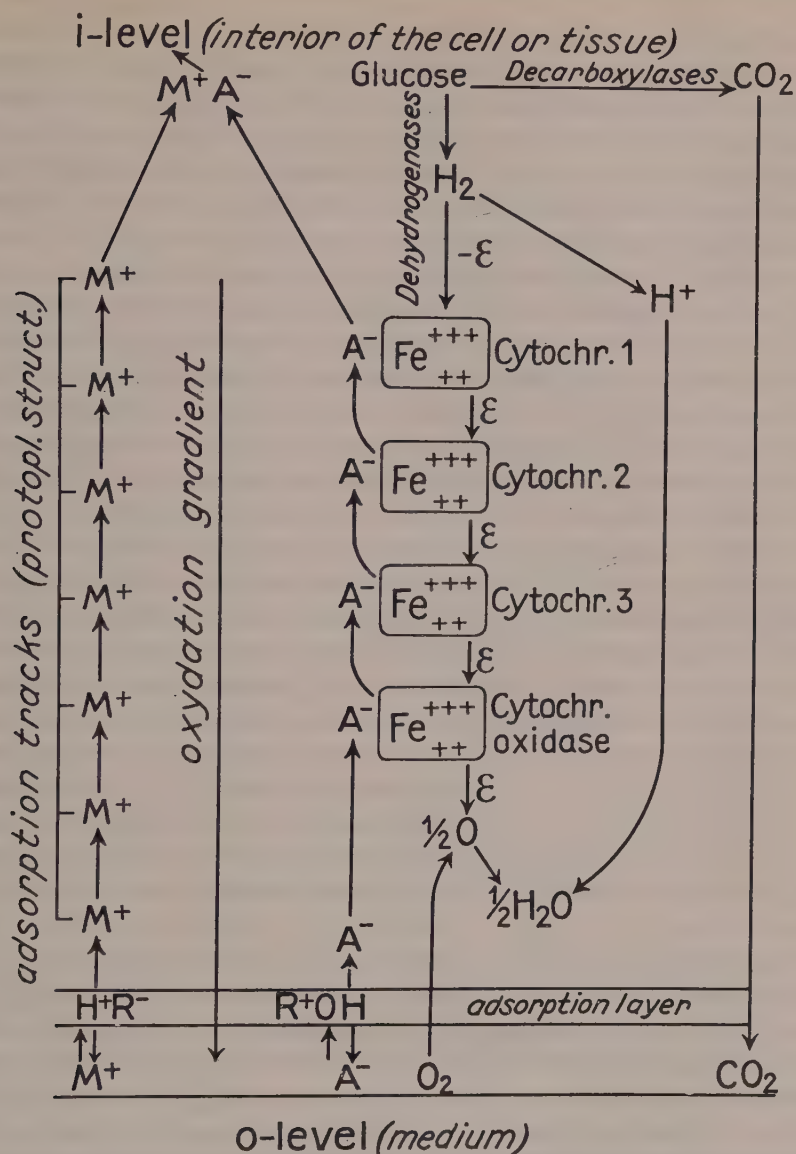 i-level (interior of the cell or tissue)
M⁺ A⁻
Glucose
Decarboxylases
CO₂
Dehydrogenases
H₂
-ε
H⁺
adsorption tracks (protopl. struct.)
M⁺
M⁺
M⁺
M⁺
M⁺
M⁺
M⁺
oxydation gradient
A⁻
Fe⁺⁺⁺
++
Cytochr. 1
ε
A⁻
Fe⁺⁺⁺
++
Cytochr. 2
ε
A⁻
Fe⁺⁺⁺
++
Cytochr. 3
ε
A⁻
Fe⁺⁺⁺
++
Cytochr.
oxidase
ε
½O
½H₂O
A⁻
H⁺R⁻
R⁺OH
adsorption layer
M⁺
A⁻
O₂
CO₂
o-level (medium)